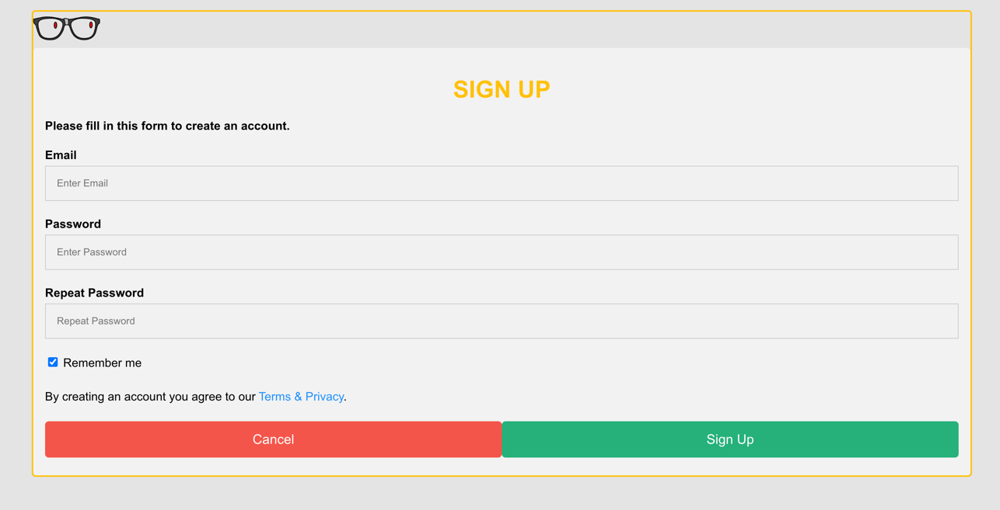 SIGN UP
Please fill in this form to create an account.
Email
Enter Email
Password
Enter Password
Repeat Password
Repeat Password
Remember me
By creating an account you agree to our Terms & Privacy.
Cancel
Sign Up